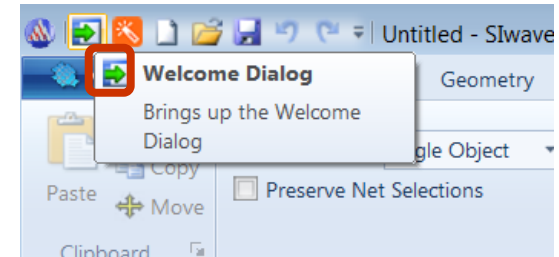 Untitled - SIwave
Welcome Dialog
Geometry
Brings up the Welcome
Dialog
gle Object
Copy
Paste
Preserve Net Selections
Move
Clipboard